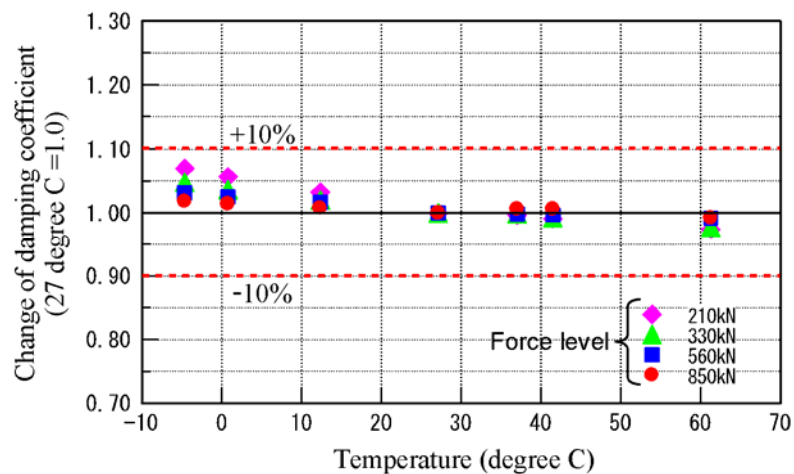 Change of damping coefficient
(27 degree C =1.0)
1.30
1.20
1.10
1.00
0.90
0.80
0.70
+10%
-10%
Force level
210kN
330kN
560kN
850kN
-10
0
10
20
30
40
50
60
70
Temperature (degree C)